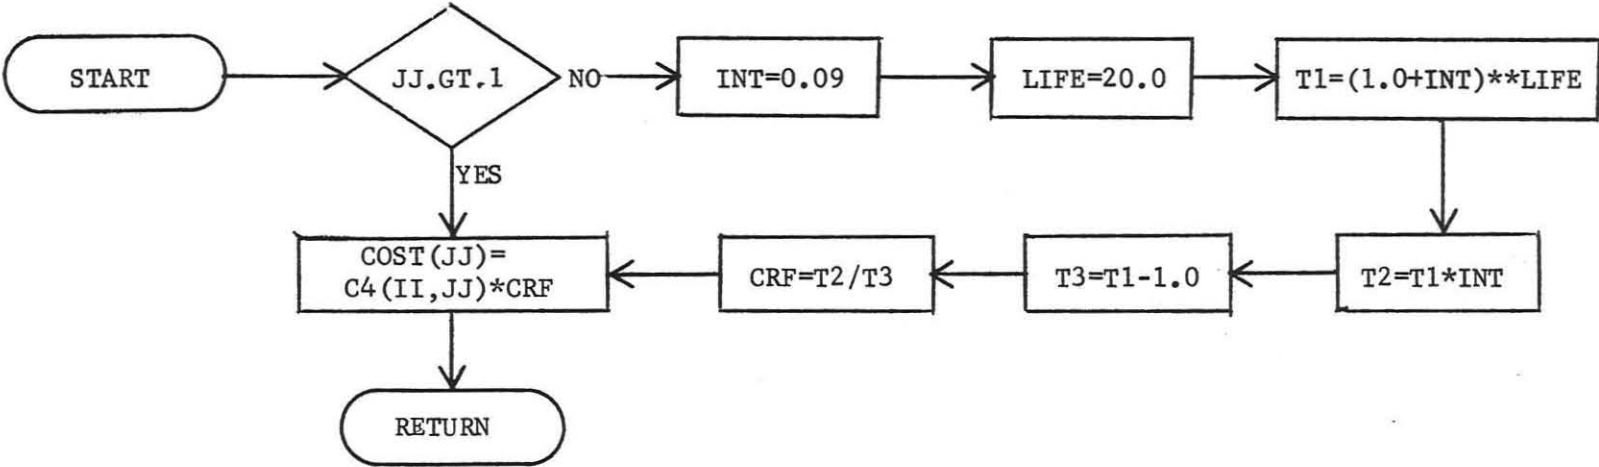 START
JJ.GT.1
NO
INT=0.09
LIFE=20.0
T1=(1.0+INT)**LIFE
YES
T2=T1*INT
T3=T1-1.0
CRF=T2/T3
COST(JJ)=
C4(II,JJ)*CRF
RETURN